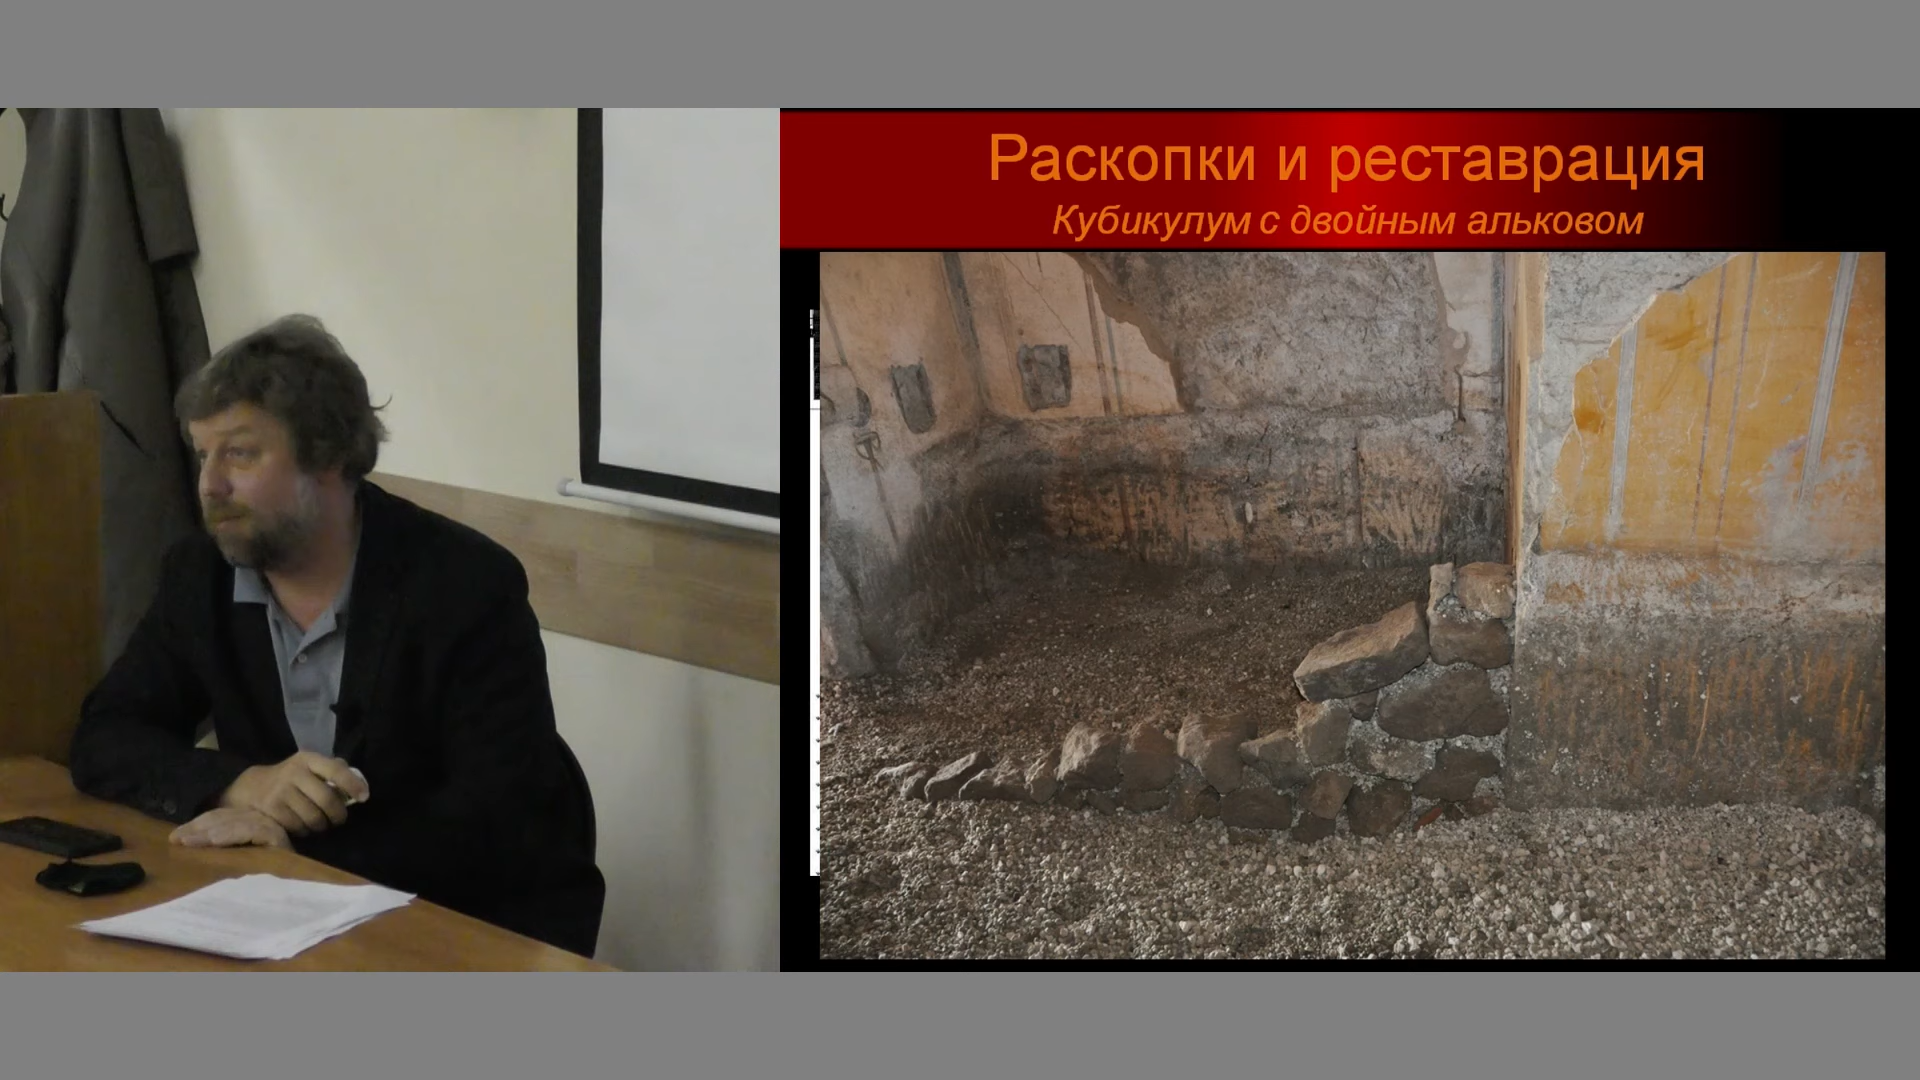 Раскопки и реставрация
Кубикулум с двойным альковом